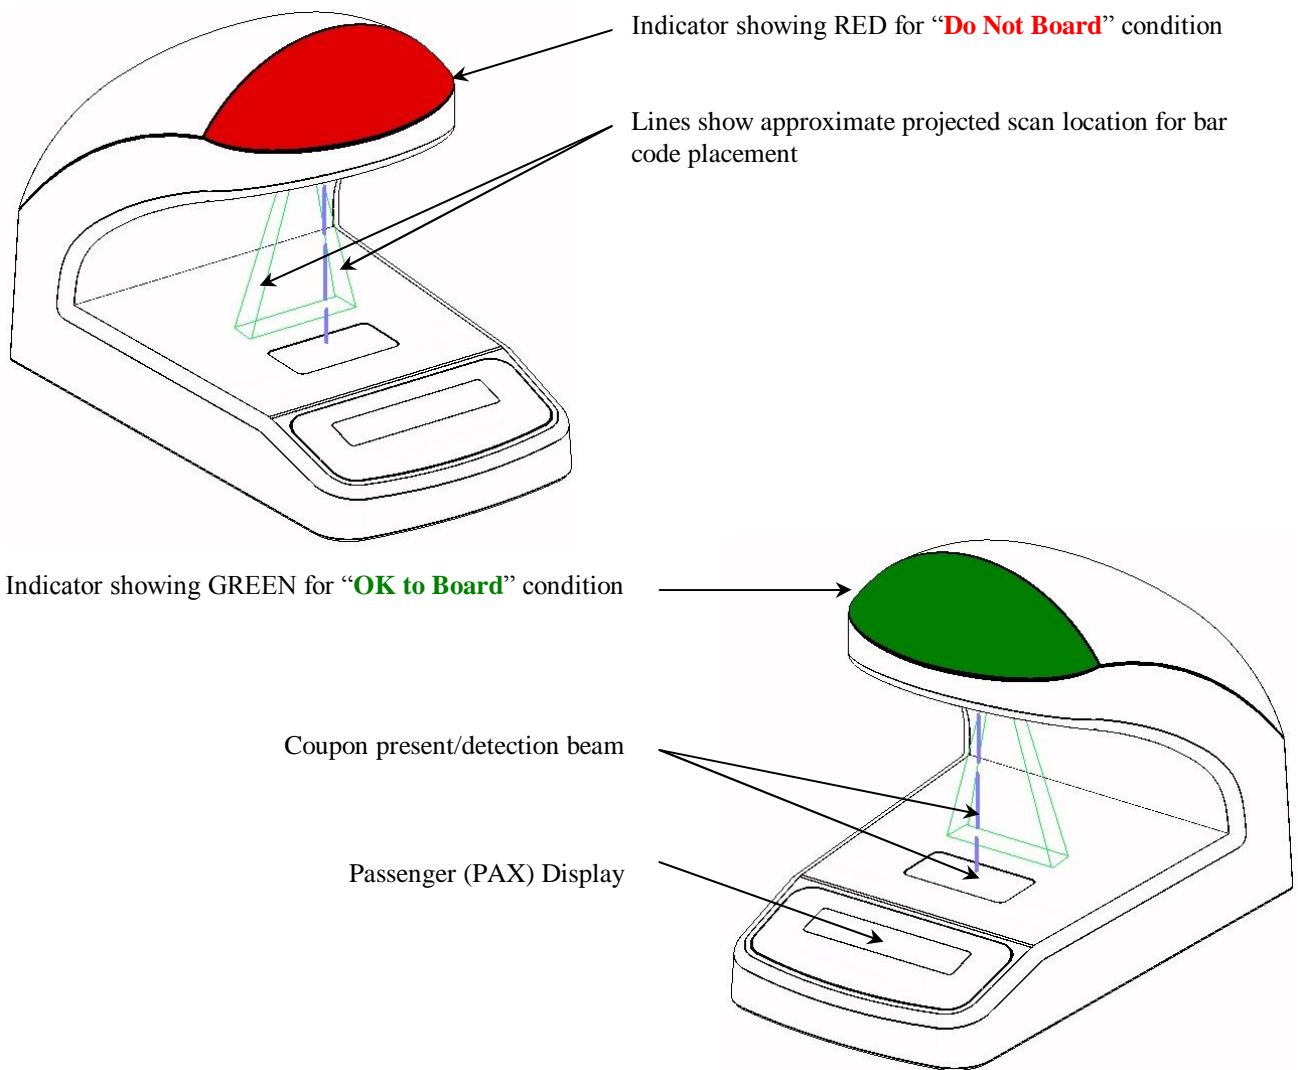 Indicator showing RED for “Do Not Board” condition
Lines show approximate projected scan location for bar
code placement
Indicator showing GREEN for “OK to Board” condition
Coupon present/detection beam
Passenger (PAX) Display